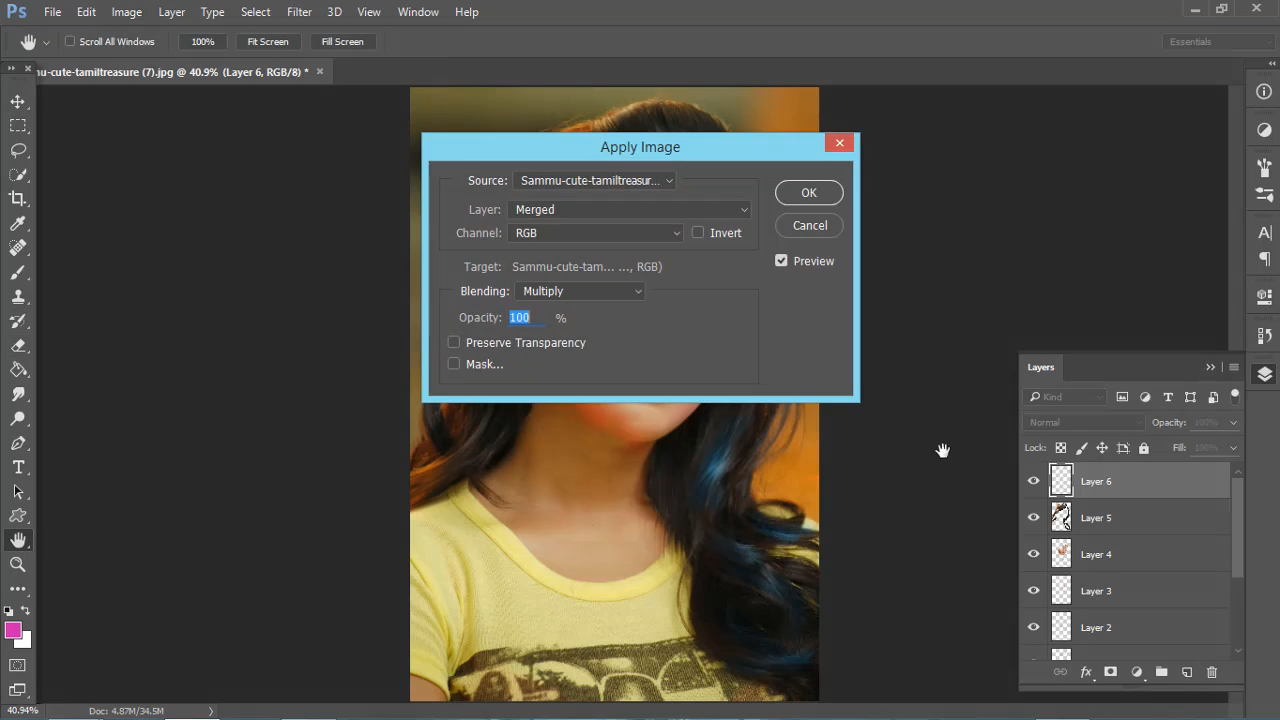 Ps File Edit Image Layer Type Select Filter 3D View Window Help
Scroll All Windows 100% Fit Screen Fill Screen Essentials
mu-cute-tamiltreasure (7).jpg @ 40.9% (Layer 6, RGB/8) *
Apply Image
Source: Sammu-cute-tamiltreasur...
OK
Layer: Merged
Cancel
Channel: RGB Invert
Preview
Target: Sammu-cute-tam... ..., RGB)
Blending: Multiply
Opacity: 100 %
Preserve Transparency
Mask...
Layers
Kind
Normal Opacity: 100%
Lock: Fill: 100%
Layer 6
Layer 5
Layer 4
Layer 3
Layer 2
40.94% Doc: 4.87M/34.5M